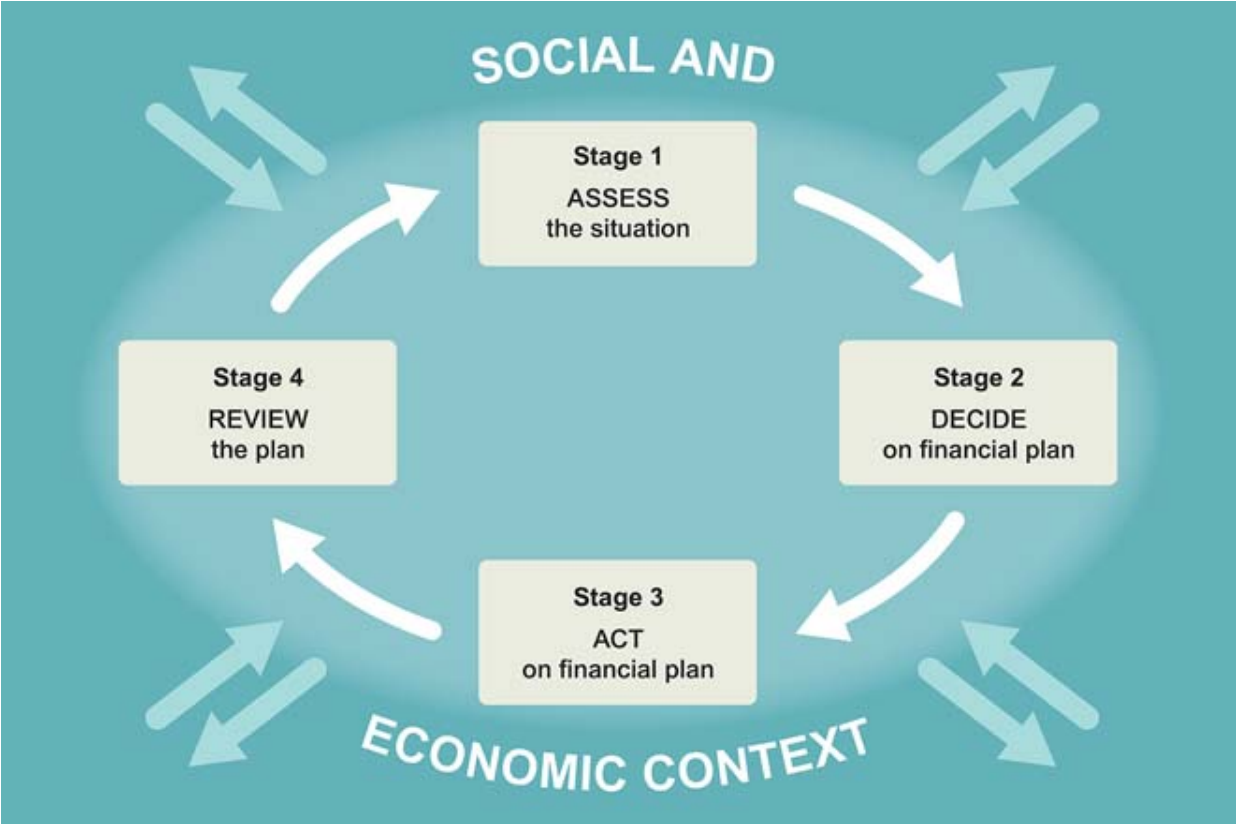 SOCIAL AND
Stage 1
ASSESS
the situation
Stage 4
REVIEW
the plan
Stage 2
DECIDE
on financial plan
Stage 3
ACT
on financial plan
ECONOMIC CONTEXT